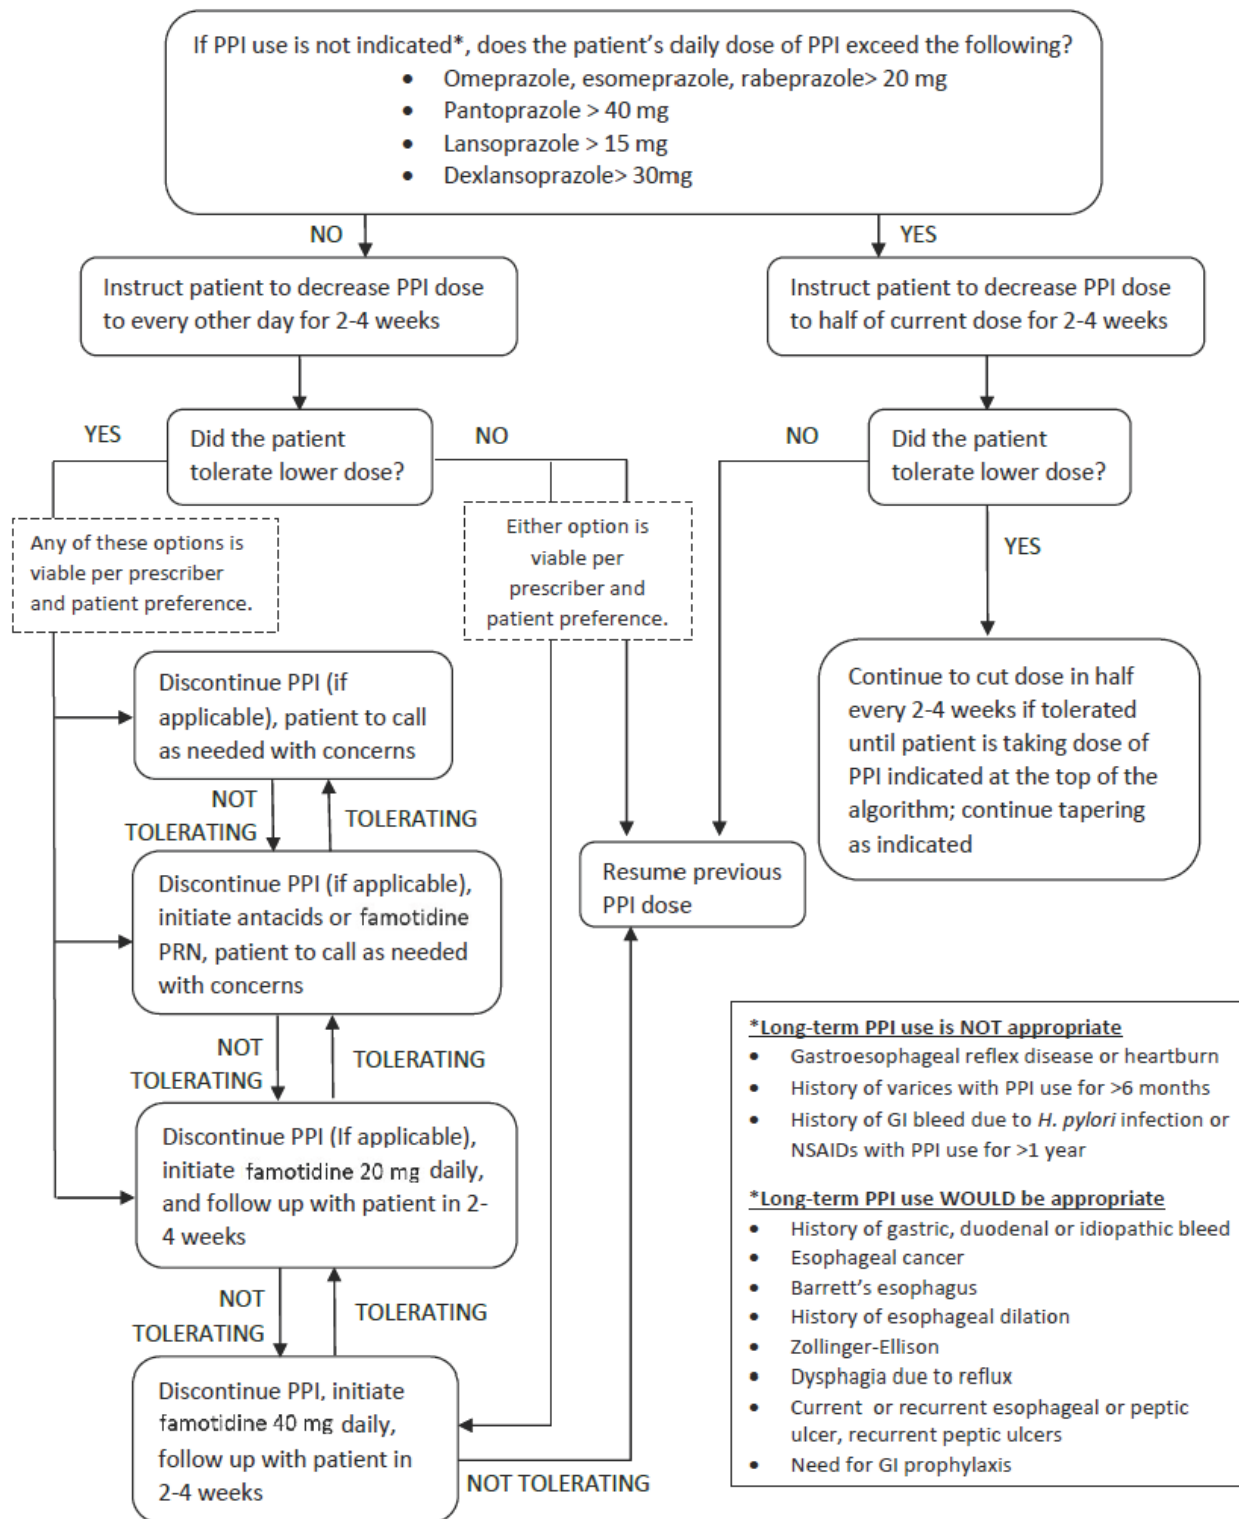 If PPI use is not indicated*, does the patient's daily dose of PPI exceed the following?
• Omeprazole, esomeprazole, rabeprazole> 20 mg
• Pantoprazole > 40 mg
• Lansoprazole > 15 mg
• Dexlansoprazole> 30mg
NO
YES
Instruct patient to decrease PPI dose
to every other day for 2-4 weeks
Instruct patient to decrease PPI dose
to half of current dose for 2-4 weeks
YES
Did the patient
tolerate lower dose?
NO
NO
Did the patient
tolerate lower dose?
Any of these options is
viable per prescriber
and patient preference.
Either option is
viable per
prescriber and
patient preference.
YES
Discontinue PPI (if
applicable), patient to call
as needed with concerns
Continue to cut dose in half
every 2-4 weeks if tolerated
until patient is taking dose of
PPI indicated at the top of the
algorithm; continue tapering
as indicated
NOT
TOLERATING
TOLERATING
Discontinue PPI (if applicable),
initiate antacids or famotidine
PRN, patient to call as needed
with concerns
Resume previous
PPI dose
NOT
TOLERATING
TOLERATING
Discontinue PPI (If applicable),
initiate famotidine 20 mg daily,
and follow up with patient in 2-
4 weeks
NOT
TOLERATING
TOLERATING
Discontinue PPI, initiate
famotidine 40 mg daily,
follow up with patient in
2-4 weeks
NOT TOLERATING
*Long-term PPI use is NOT appropriate
• Gastroesophageal reflex disease or heartburn
• History of varices with PPI use for >6 months
• History of GI bleed due to H. pylori infection or
NSAIDs with PPI use for >1 year
*Long-term PPI use WOULD be appropriate
• History of gastric, duodenal or idiopathic bleed
• Esophageal cancer
• Barrett's esophagus
• History of esophageal dilation
• Zollinger-Ellison
• Dysphagia due to reflux
• Current or recurrent esophageal or peptic
ulcer, recurrent peptic ulcers
• Need for GI prophylaxis